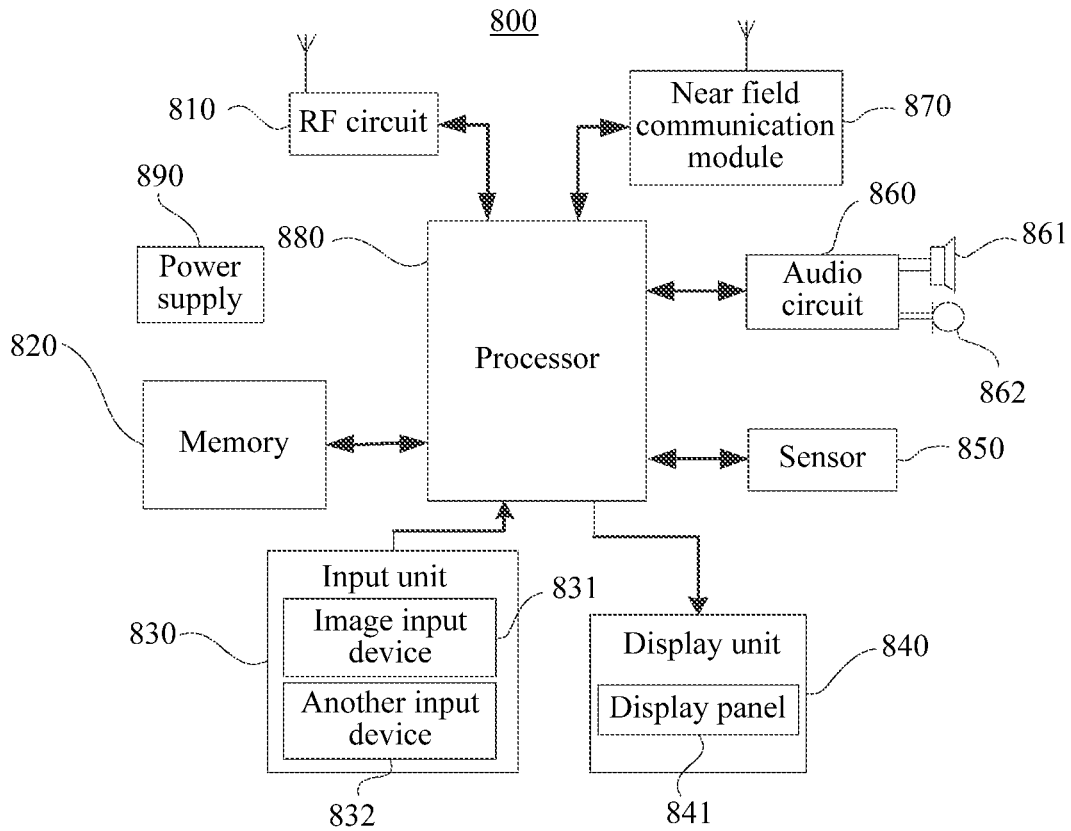 800
810
RF circuit
Near field
communication
module
870
890
Power
supply
880
860
Audio
circuit
861
862
820
Memory
Processor
Sensor
850
Input unit
831
Image input
device
830
Another input
device
832
Display unit
840
Display panel
841